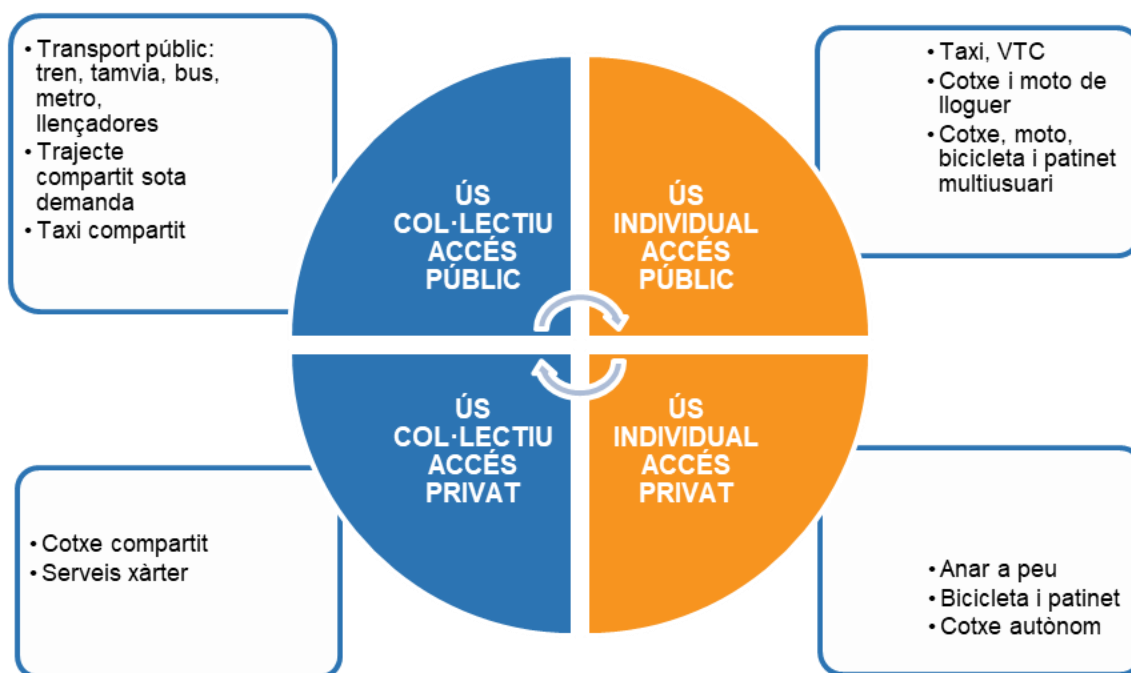 • Transport públic:
tren, tamvia, bus,
metro,
llençadores
• Trajecte
compartit sota
demanda
• Taxi compartit
• Taxi, VTC
• Cotxe i moto de
lloguer
• Cotxe, moto,
bicicleta i patinet
multiusuari
ÚS
COL·LECTIU
ACCÉS
PÚBLIC
ÚS
INDIVIDUAL
ACCÉS
PÚBLIC
ÚS
COL·LECTIU
ACCÉS
PRIVAT
ÚS
INDIVIDUAL
ACCÉS
PRIVAT
• Cotxe compartit
• Serveis xàrter
• Anar a peu
• Bicicleta i patinet
• Cotxe autònom